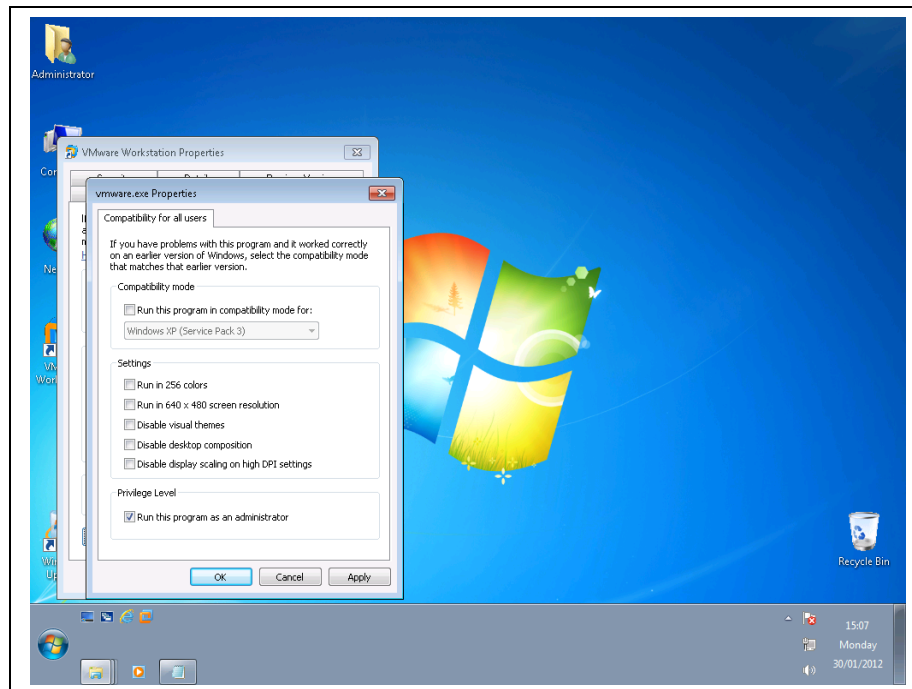 Administrator
VMware Workstation Properties
vmware.exe Properties
Compatibility for all users
If you have problems with this program and it worked correctly
on an earlier version of Windows, select the compatibility mode
that matches that earlier version.
Compatibility mode
Run this program in compatibility mode for:
Windows XP (Service Pack 3)
Settings
Run in 256 colors
Run in 640 x 480 screen resolution
Disable visual themes
Disable desktop composition
Disable display scaling on high DPI settings
Privilege Level
Run this program as an administrator
OK
Cancel
Apply
Recycle Bin
15:07
Monday
30/01/2012